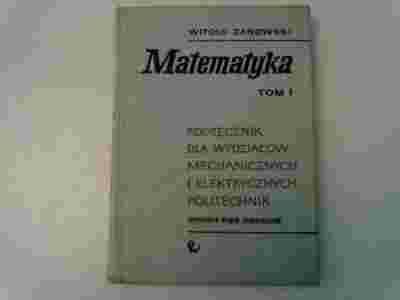 WITOLD ŻAKOWSKI
Matematyka
TOM I
PODRĘCZNIK
DLA WYDZIAŁÓW
MECHANICZNYCH
I ELEKTRYCZNYCH
POLITECHNIK